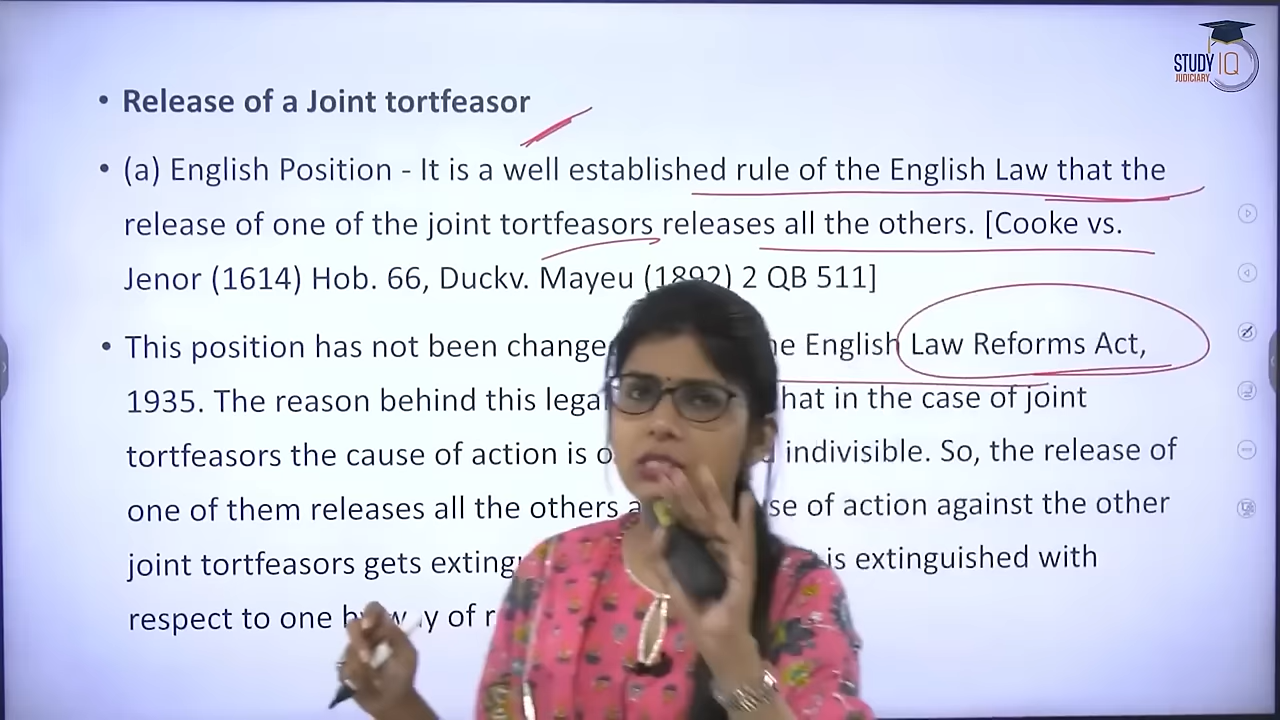 STUDY IQ
JUDICIARY
• Release of a Joint tortfeasor
• (a) English Position - It is a well established rule of the English Law that the
release of one of the joint tortfeasors releases all the others. [Cooke vs.
Jenor (1614) Hob. 66, Duckv. Mayeu (1892) 2 QB 511]
• This position has not been change English Law Reforms Act,
1935. The reason behind this lega hat in the case of joint
tortfeasors the cause of action is indivisible. So, the release of
one of them releases all the others se of action against the other
joint tortfeasors gets exting is extinguished with
respect to one of